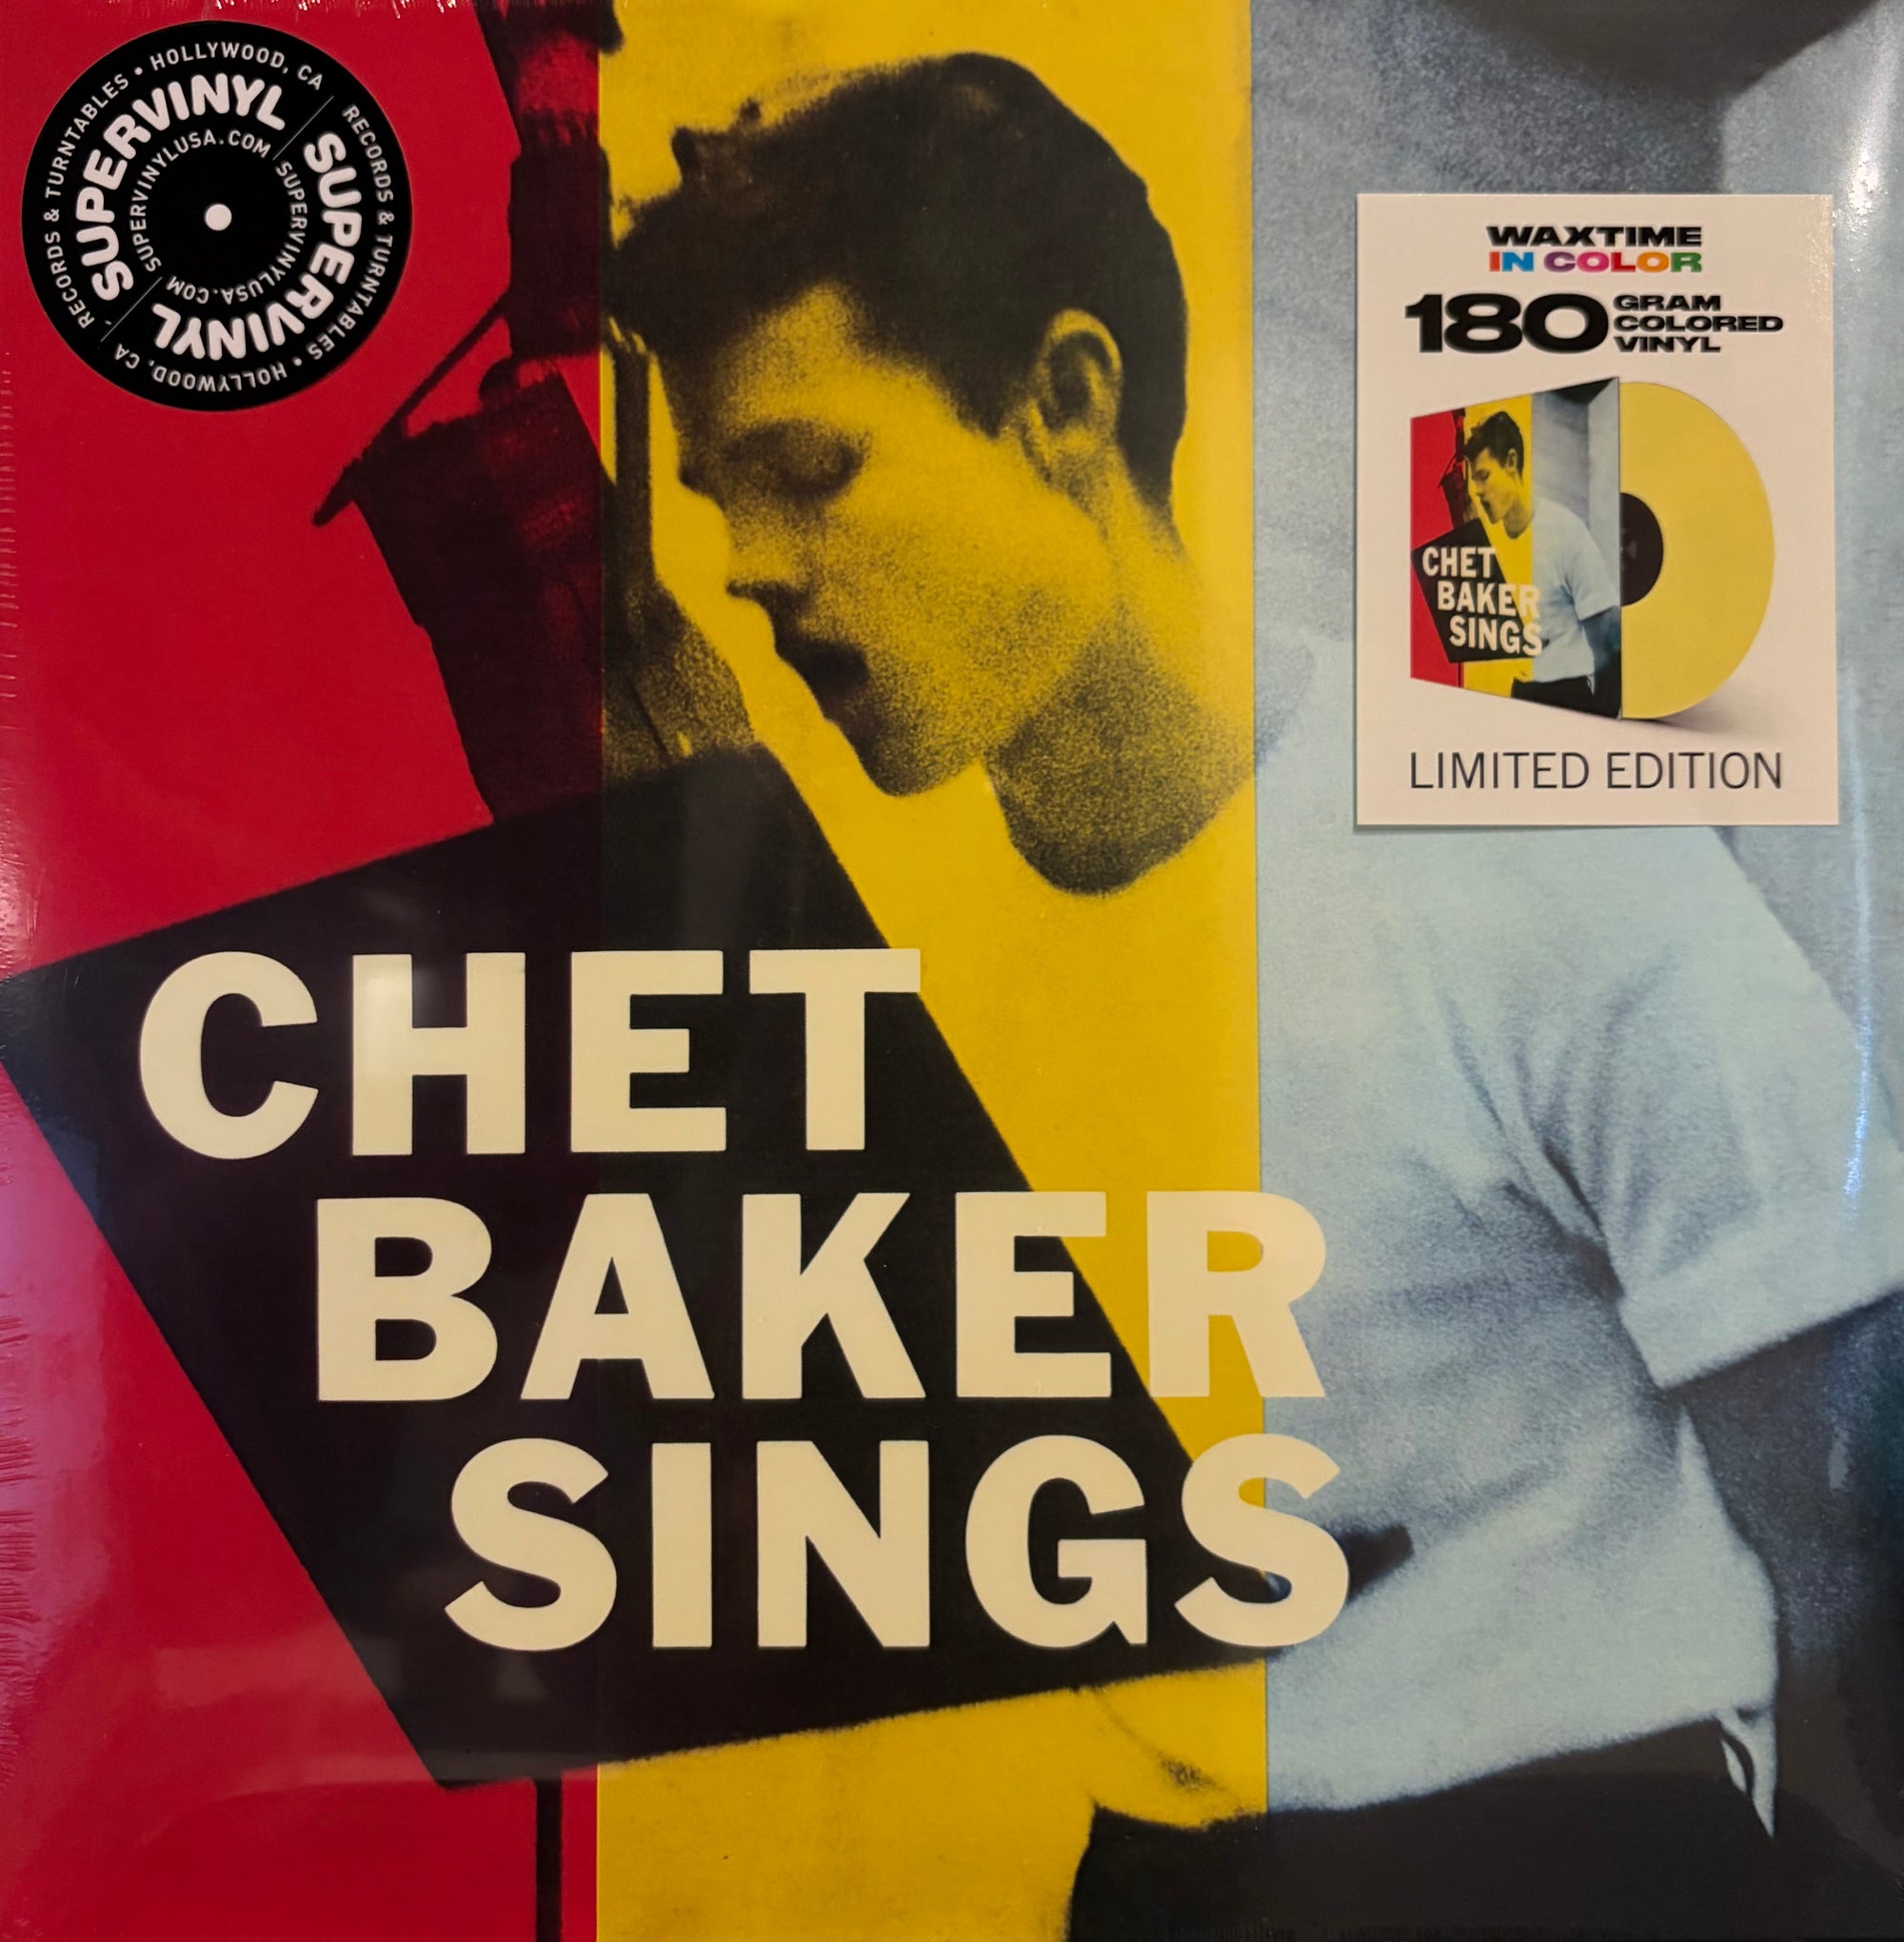 RECORDS & TURNTABLES • HOLLYWOOD, CA
SUPERVINYL
SUPERVINYLUSA.COM
RECORDS & TURNTABLES • HOLLYWOOD, CA
SUPERVINYL
SUPERVINYLUSA.COM
WAXTIME
IN COLOR
180 GRAM
COLORED
VINYL
CHET
BAKER
SINGS
LIMITED EDITION
CHET
BAKER
SINGS